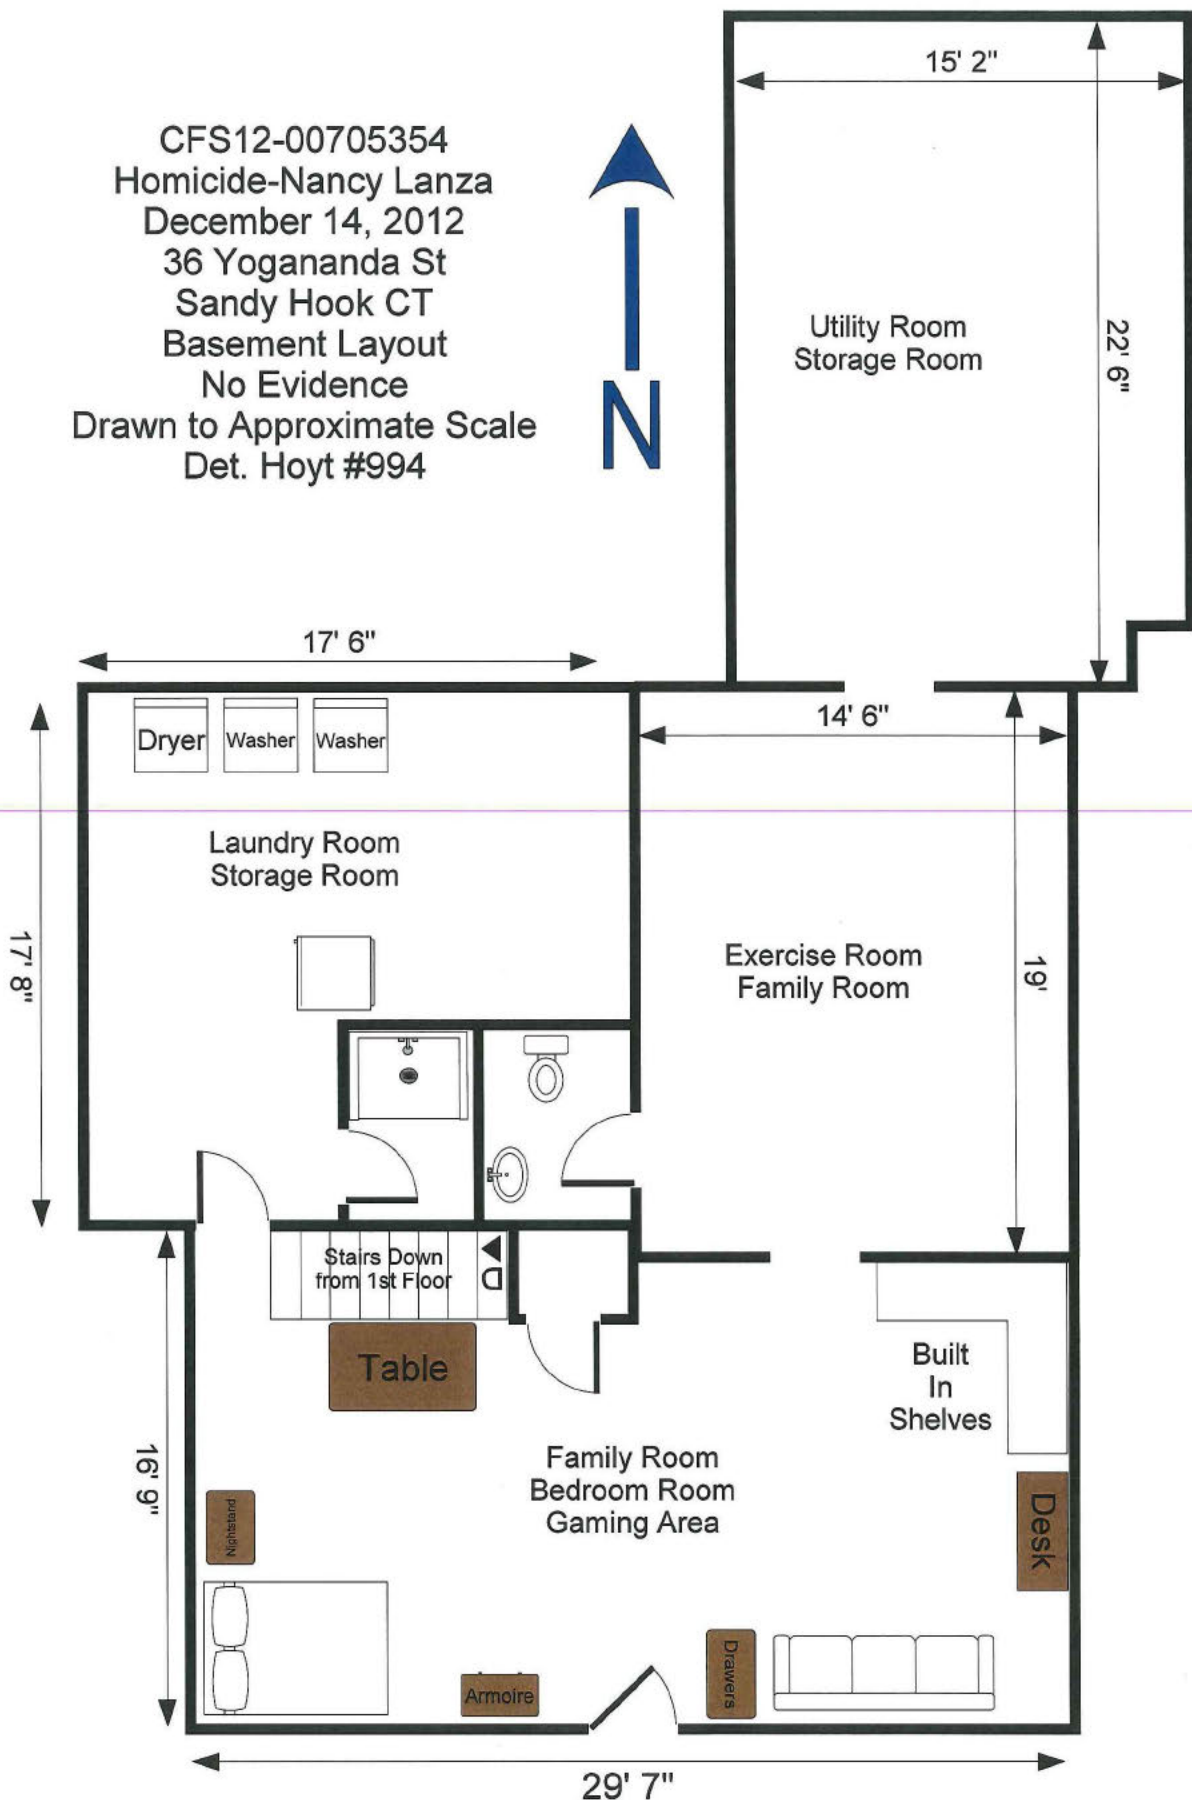 15' 2"
CFS12-00705354
Homicide-Nancy Lanza
December 14, 2012
36 Yogananda St
Sandy Hook CT
Basement Layout
No Evidence
Drawn to Approximate Scale
Det. Hoyt #994
N
Utility Room
Storage Room
22' 6"
17' 6"
14' 6"
Dryer
Washer
Washer
Laundry Room
Storage Room
17' 8"
Exercise Room
Family Room
19'
Stairs Down
from 1st Floor
D
Table
Built
In
Shelves
16' 9"
Family Room
Bedroom Room
Gaming Area
Nightstand
Desk
Drawers
Armoire
29' 7"